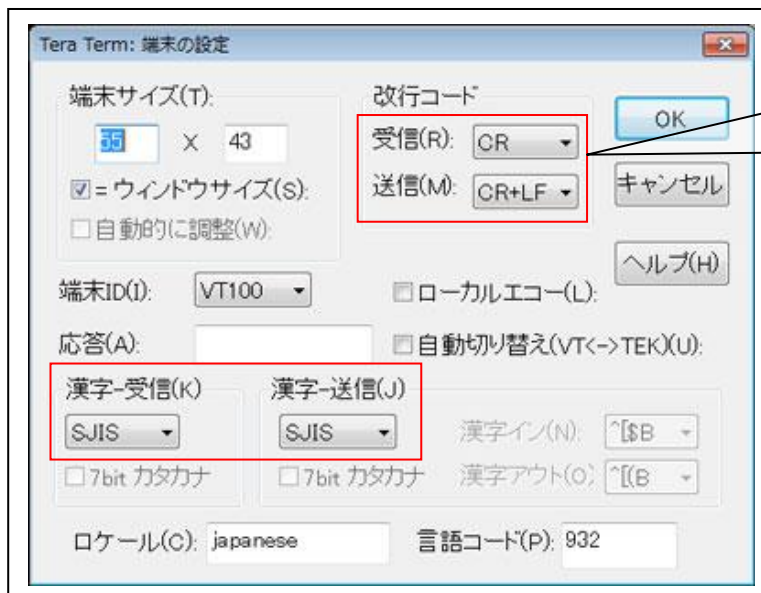 Tera Term: 端末の設定
端末サイズ(T):
55 X 43
= ウィンドウサイズ(S):
自動的に調整(W):
改行コード
受信(R): CR
送信(M): CR+LF
OK
キャンセル
ヘルプ(H)
端末ID(I): VT100
ローカルエコー(L):
応答(A):
自動切り替え(VT<->TEK)(U):
漢字-受信(K)
SJIS
7bit カタカナ
漢字-送信(J)
SJIS
7bit カタカナ
漢字イン(N): ^[$B
漢字アウト(O): ^[(B
ロケール(C): japanese
言語コード(P): 932